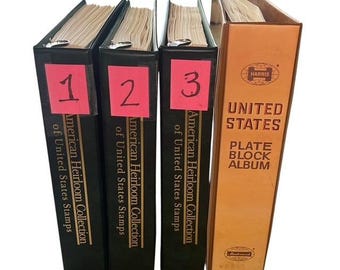 1
American Heirloom Collection
of United States Stamps
2
American Heirloom Collection
of United States Stamps
3
American Heirloom Collection
of United States Stamps
HARRIS
UNITED
STATES
PLATE
BLOCK
ALBUM